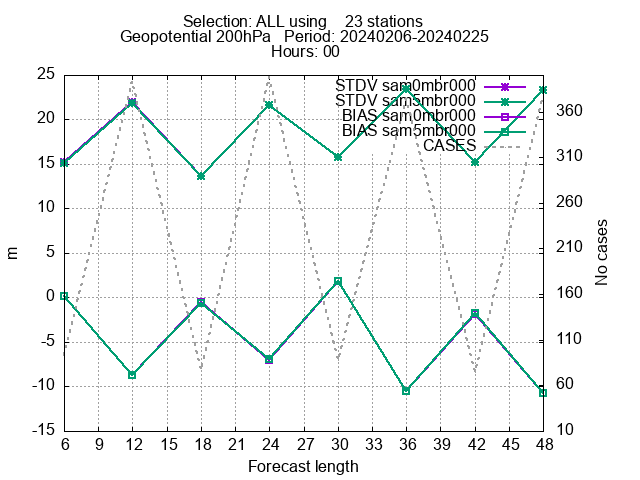 Selection: ALL using    23 stations
Geopotential 200hPa   Period: 20240206-20240225
Hours: 00
STDV sam0mbr000
STDV sam5mbr000
BIAS sam0mbr000
BIAS sam5mbr000
CASES
25
20
15
10
5
0
-5
-10
-15
m
360
310
260
210
160
110
60
10
No cases
6 9 12 15 18 21 24 27 30 33 36 39 42 45 48
Forecast length